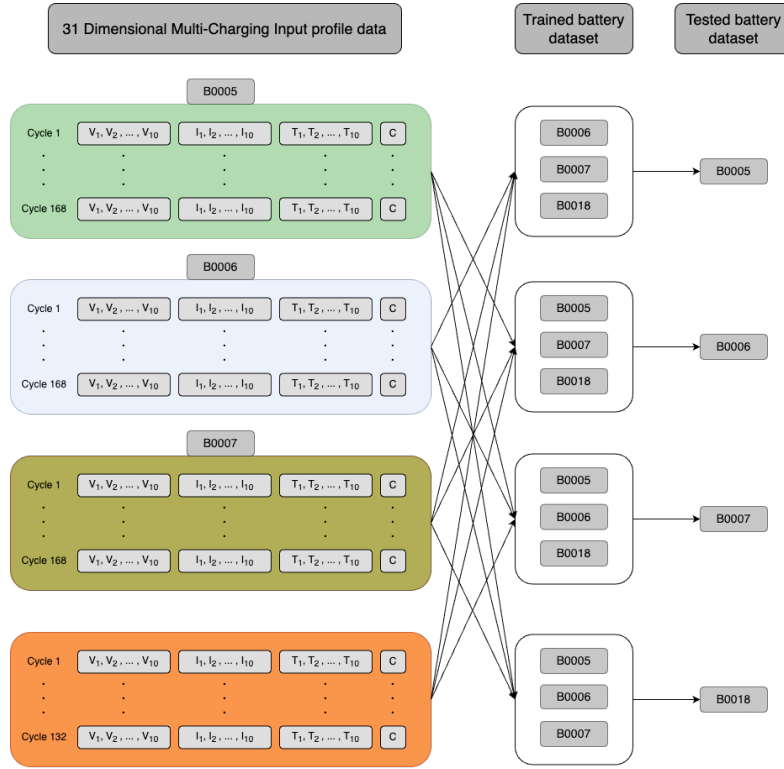 31 Dimensional Multi-Charging Input profile data
Trained battery
dataset
Tested battery
dataset
B0005
Cycle 1 V₁, V₂ , ... , V₁₀ I₁, I₂ , ... , I₁₀ T₁, T₂ , ... , T₁₀ C
Cycle 168 V₁, V₂ , ... , V₁₀ I₁, I₂ , ... , I₁₀ T₁, T₂ , ... , T₁₀ C
B0006
Cycle 1 V₁, V₂ , ... , V₁₀ I₁, I₂ , ... , I₁₀ T₁, T₂ , ... , T₁₀ C
Cycle 168 V₁, V₂ , ... , V₁₀ I₁, I₂ , ... , I₁₀ T₁, T₂ , ... , T₁₀ C
B0007
Cycle 1 V₁, V₂ , ... , V₁₀ I₁, I₂ , ... , I₁₀ T₁, T₂ , ... , T₁₀ C
Cycle 168 V₁, V₂ , ... , V₁₀ I₁, I₂ , ... , I₁₀ T₁, T₂ , ... , T₁₀ C
Cycle 1 V₁, V₂ , ... , V₁₀ I₁, I₂ , ... , I₁₀ T₁, T₂ , ... , T₁₀ C
Cycle 132 V₁, V₂ , ... , V₁₀ I₁, I₂ , ... , I₁₀ T₁, T₂ , ... , T₁₀ C
B0006
B0007
B0018
B0005
B0005
B0007
B0018
B0006
B0005
B0006
B0018
B0007
B0005
B0006
B0007
B0018